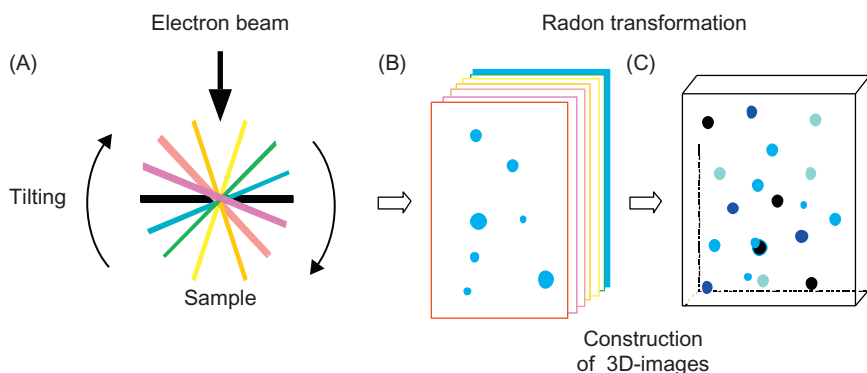 Electron beam
Radon transformation
(A)
(B)
(C)
Tilting
Sample
Construction
of 3D-images